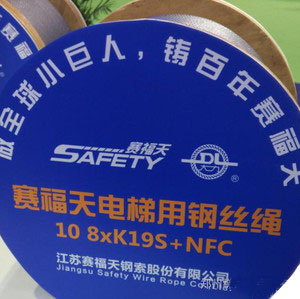 做全球小巨人，铸百年赛福天
赛福天
SAFETY
DL
赛福天电梯用钢丝绳
10 8xK19S+NFC
江苏赛福天钢索股份有限公司
Jiangsu Safety Wire Rope Co.,Ltd